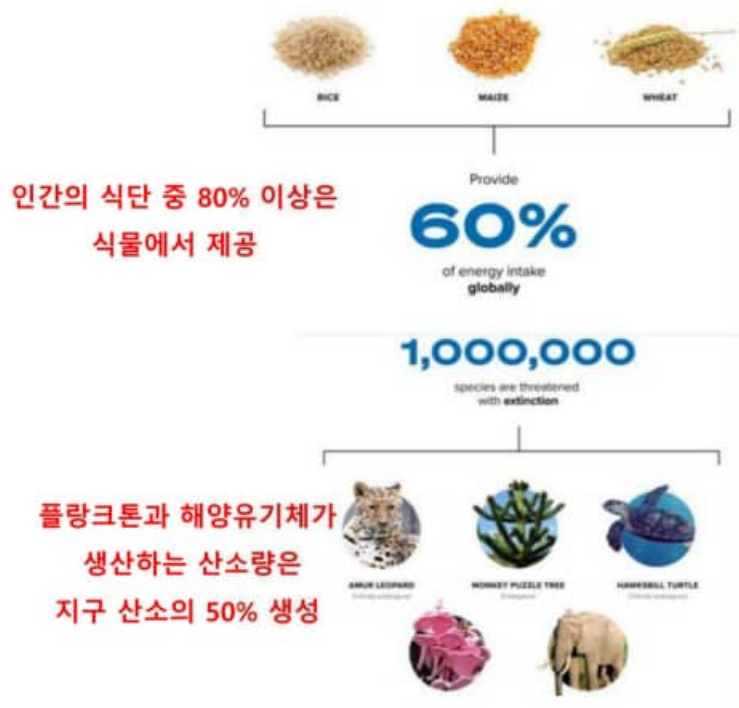 RICE
MAIZE
WHEAT
인간의 식단 중 80% 이상은
식물에서 제공
Provide
60%
of energy intake
globally
1,000,000
species are threatened
with extinction
플랑크톤과 해양유기체가
생산하는 산소량은
지구 산소의 50% 생성
AMUR LEOPARD
MONKEY PUZZLE TREE
HAWKSBILL TURTLE